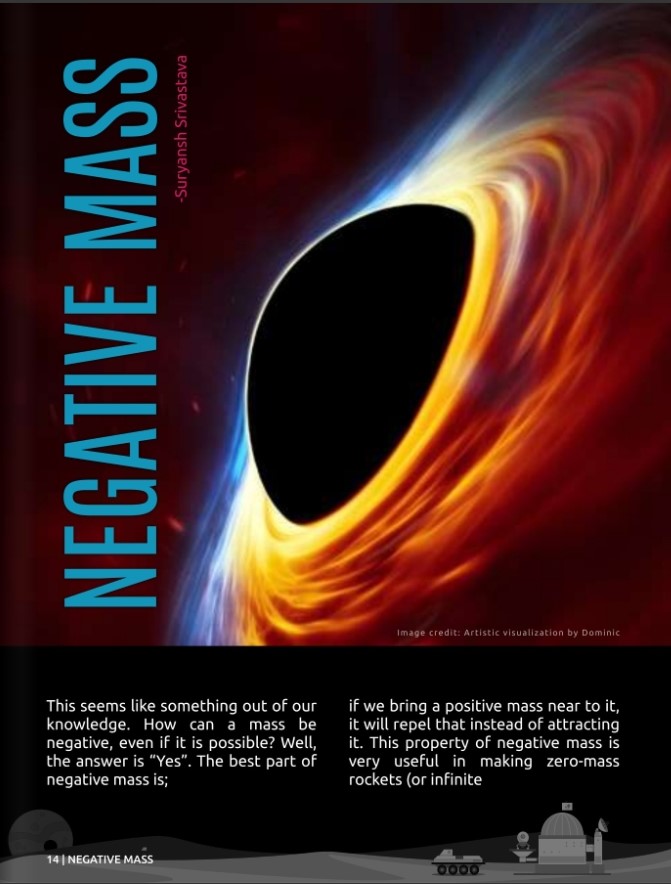 NEGATIVE MASS
-Suryansh Srivastava
Image credit: Artistic visualization by Dominic
This seems like something out of our
knowledge. How can a mass be
negative, even if it is possible? Well,
the answer is “Yes”. The best part of
negative mass is;
if we bring a positive mass near to it,
it will repel that instead of attracting
it. This property of negative mass is
very useful in making zero-mass
rockets (or infinite
14 | NEGATIVE MASS